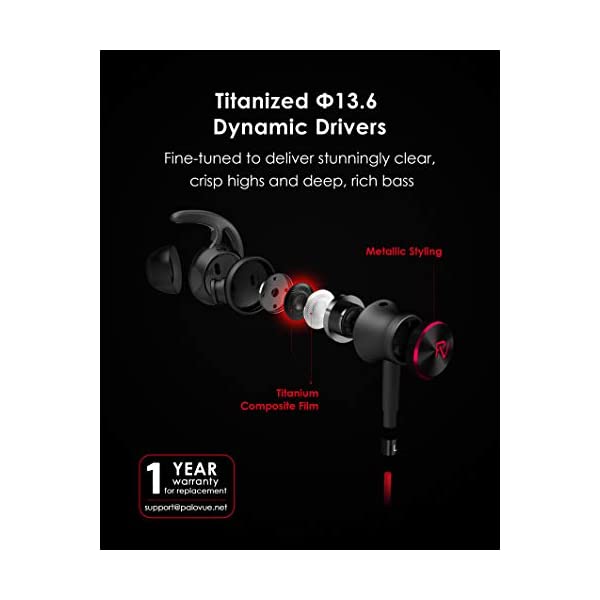 Titanized Φ13.6
Dynamic Drivers
Fine-tuned to deliver stunningly clear,
crisp highs and deep, rich bass
Metallic Styling
Titanium
Composite Film
1 YEAR
warranty
for replacement
support@palovue.net